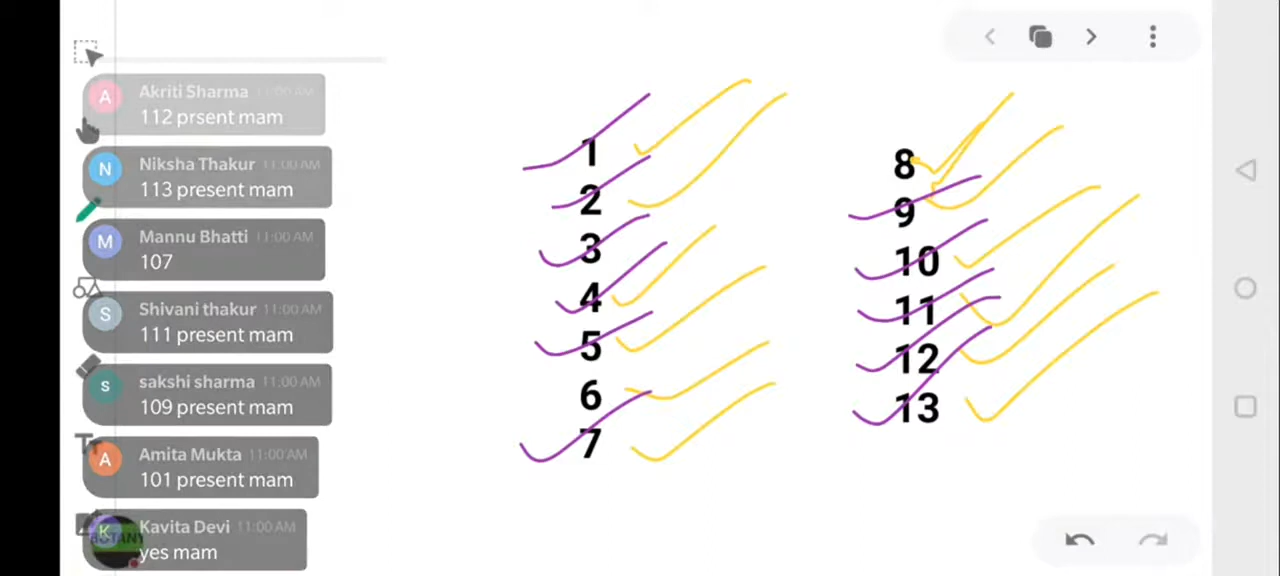 Akriti Sharma 11:00 AM
112 prsent mam
Niksha Thakur 11:00 AM
113 present mam
Mannu Bhatti 11:00 AM
107
Shivani thakur 11:00 AM
111 present mam
sakshi sharma 11:00 AM
109 present mam
Amita Mukta 11:00 AM
101 present mam
Kavita Devi 11:00 AM
yes mam
1
2
3
4
5
6
7
8
9
10
11
12
13